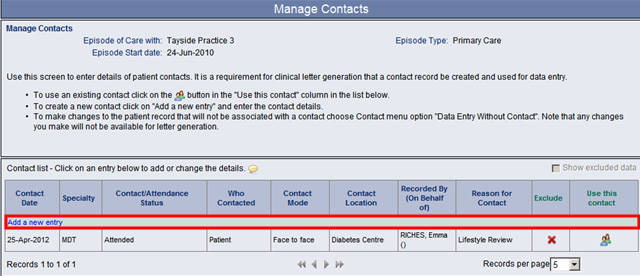 Manage Contacts
Manage Contacts
Episode of Care with: Tayside Practice 3 Episode Type: Primary Care
Episode Start date: 24-Jun-2010
Use this screen to enter details of patient contacts. It is a requirement for clinical letter generation that a contact record be created and used for data entry.
• To use an existing contact click on the button in the "Use this contact" column in the list below.
• To create a new contact click on "Add a new entry" and enter the contact details.
• To make changes to the patient record that will not be associated with a contact choose Contact menu option "Data Entry Without Contact". Note that any changes
you make will not be available for letter generation.
Contact list - Click on an entry below to add or change the details. Show excluded data
Contact Date Specialty Contact/Attendance Status Who Contacted Contact Mode Contact Location Recorded By (On Behalf of) Reason for Contact Exclude Use this contact
Add a new entry
25-Apr-2012 MDT Attended Patient Face to face Diabetes Centre RICHES, Emma () Lifestyle Review
Records 1 to 1 of 1 Records per page 5